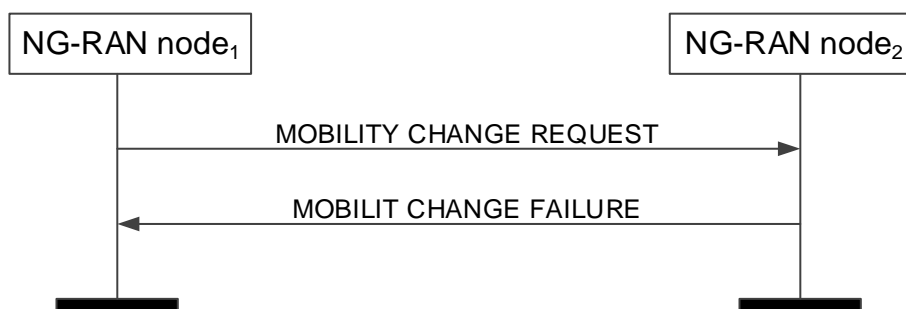 NG-RAN node₁
NG-RAN node₂
MOBILITY CHANGE REQUEST
MOBILIT CHANGE FAILURE